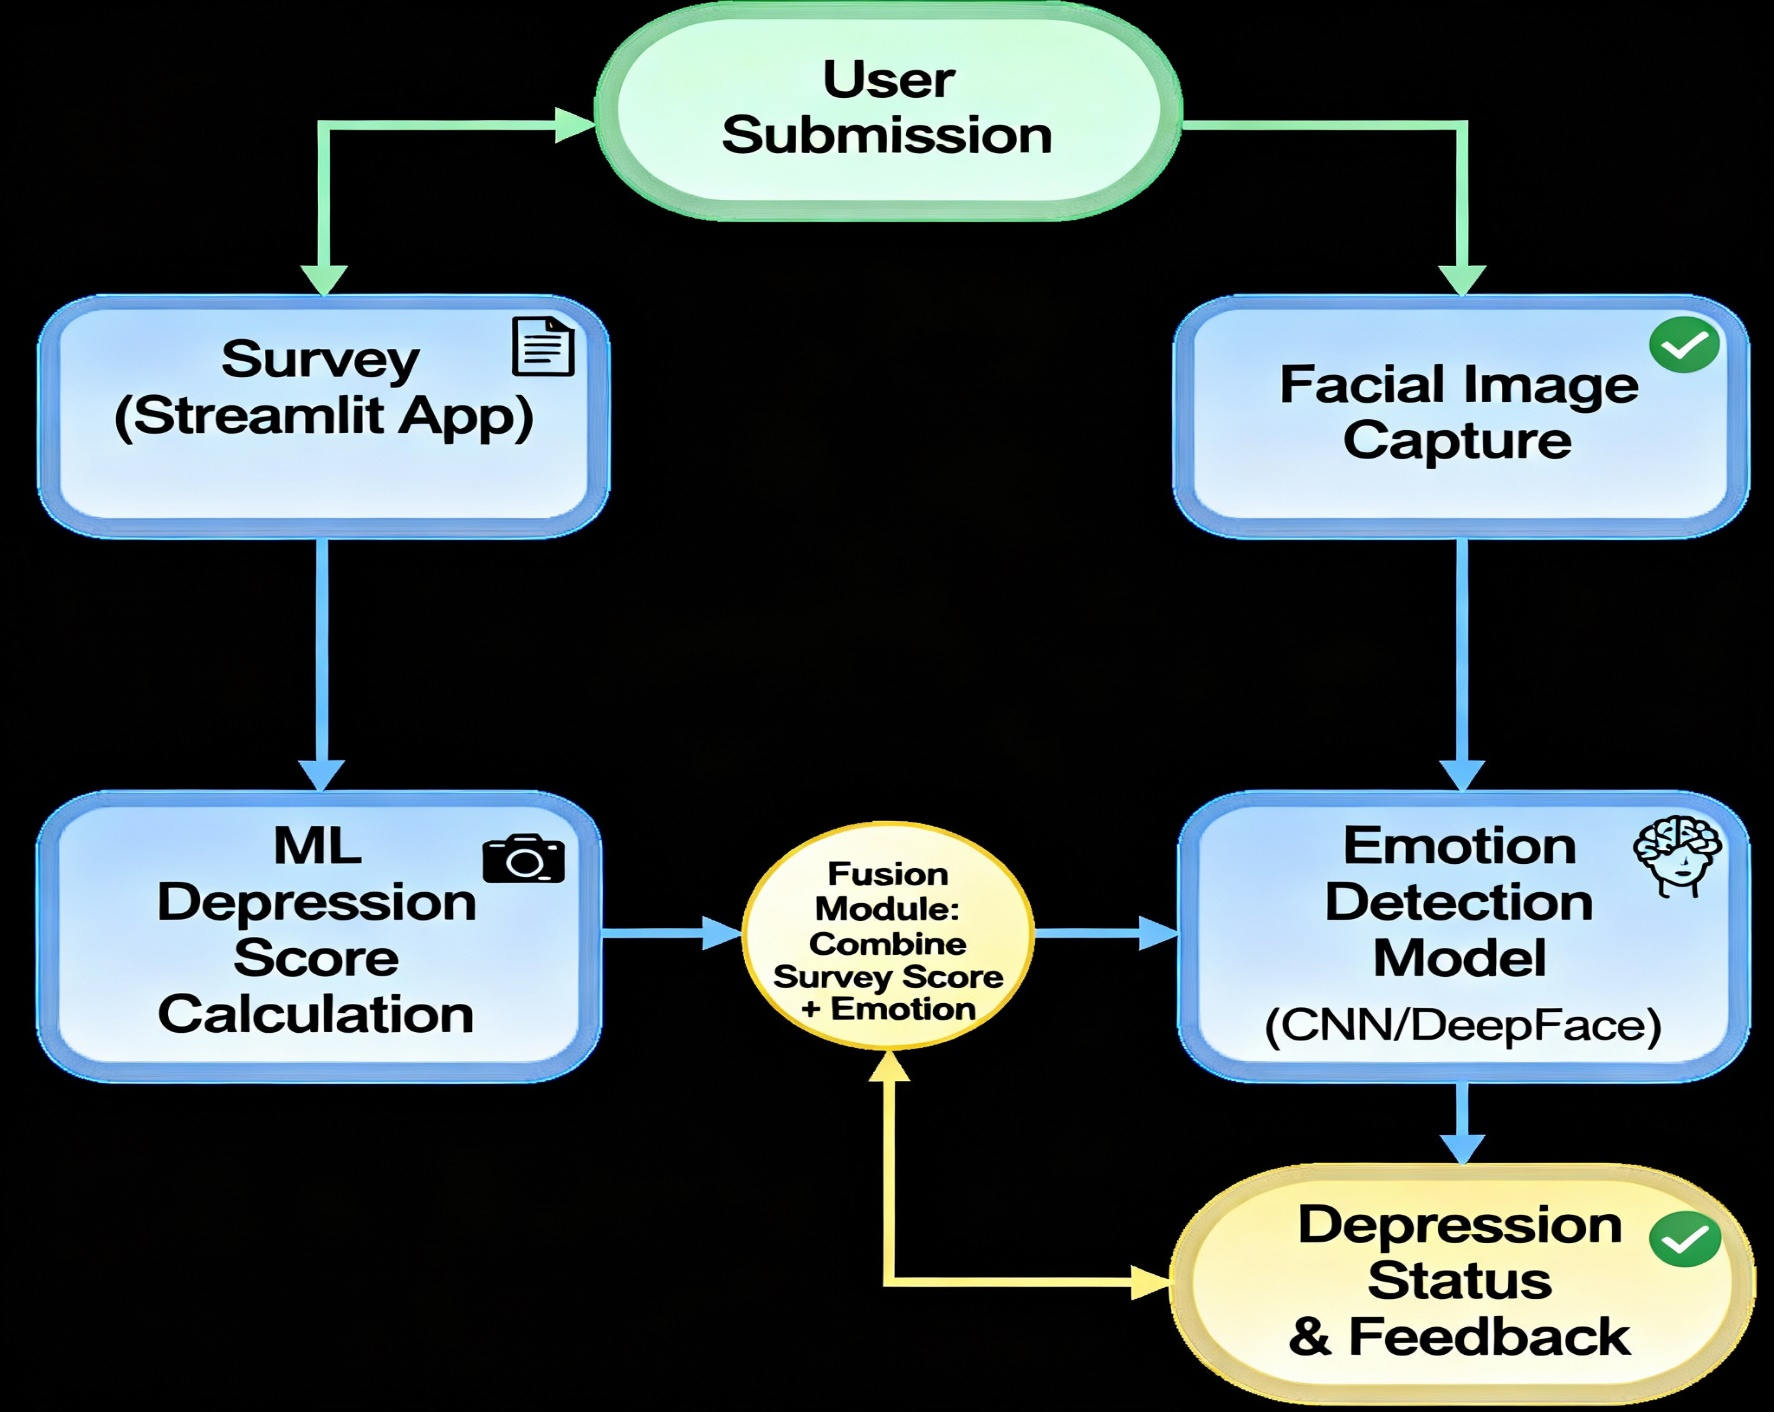 User
Submission
Survey
(Streamlit App)
Facial Image
Capture
ML
Depression
Score
Calculation
Fusion
Module:
Combine
Survey Score
+ Emotion
Emotion
Detection
Model
(CNN/DeepFace)
Depression
Status
& Feedback